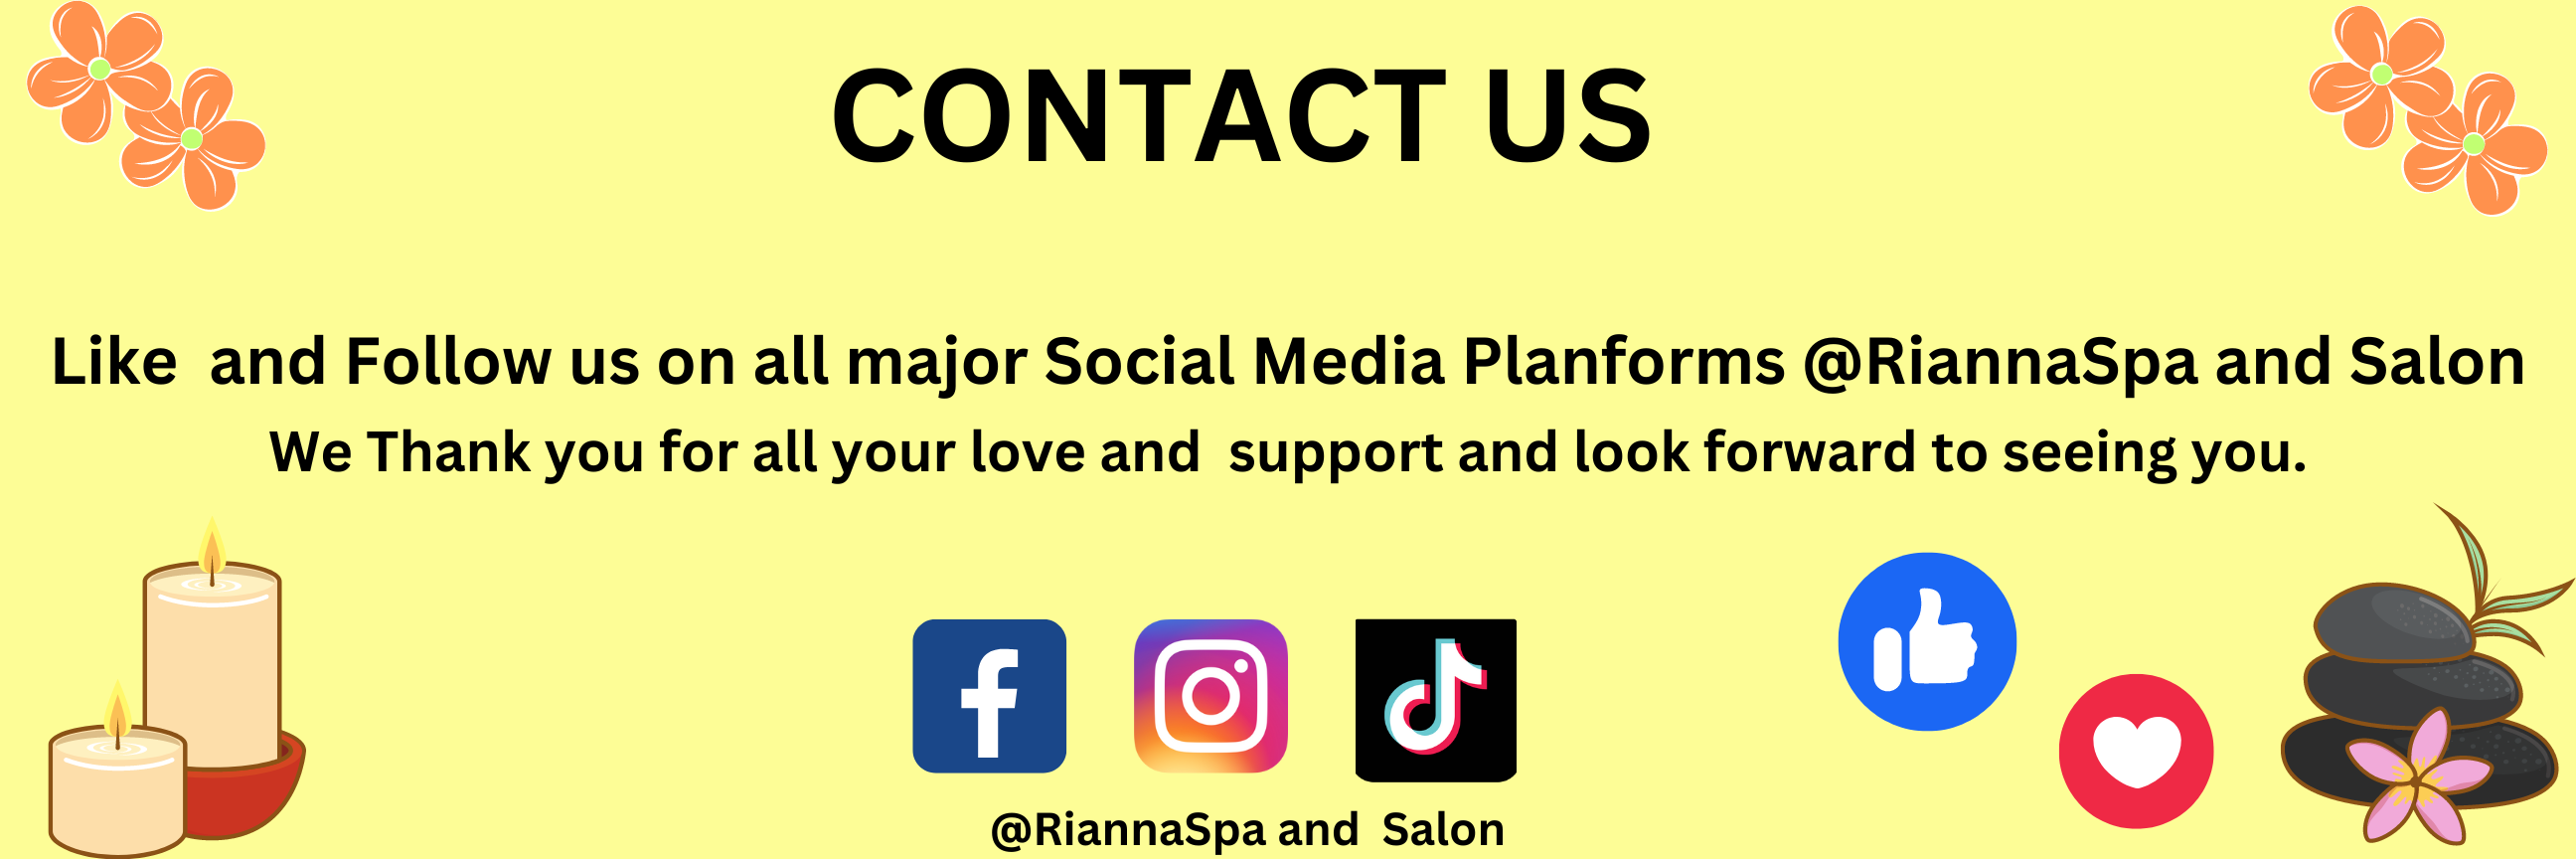 CONTACT US
Like  and Follow us on all major Social Media Planforms @RiannaSpa and Salon
We Thank you for all your love and  support and look forward to seeing you.
@RiannaSpa and  Salon